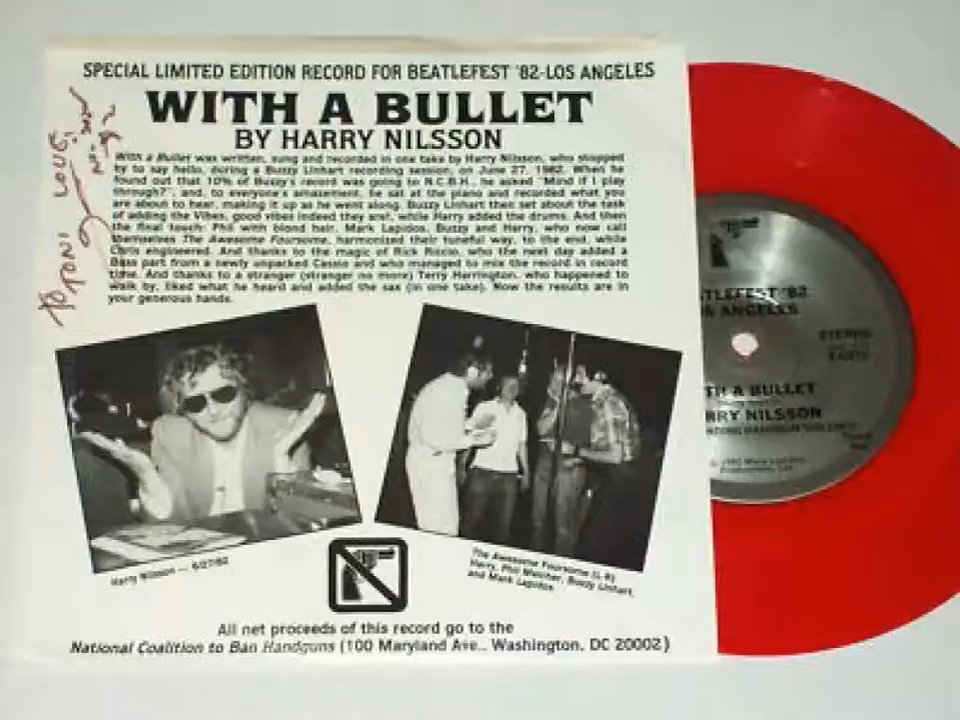 SPECIAL LIMITED EDITION RECORD FOR BEATLEFEST '82-LOS ANGELES
WITH A BULLET
BY HARRY NILSSON
With a Bullet was written, sung and recorded in one take by Harry Nilsson, who stopped
by to say hello, during a Buzzy Linhart recording session, on June 27, 1982. When he
found out that 10% of Buzzy's record was going to N.C.B.H., he asked "Mind if I play
through?", and, to everyone's amazement, he sat at the piano and recorded what you
are about to hear, making it up as he went along. Buzzy Linhart then set about the task
of adding the Vibes, good vibes indeed they are!, while Harry added the drums. And then
the final touch: Phil with blond hair, Mark Lapidos, Buzzy and Harry, who now call
themselves The Awesome Foursome, harmonized their tuneful way, to the end, while
Chris engineered. And thanks to the magic of Rick Riccio, who the next day added a
Bass part from a newly unpacked Casio and who managed to mix the record in record
time. And thanks to a stranger (stranger no more) Terry Harrington, who happened to
walk by, liked what he heard and added the sax (in one take). Now the results are in
your generous hands.
TO TONI LOVE,
Harry Nilsson — 6/27/82
The Awesome Foursome (L-R)
Harry, Phil Melcher, Buzzy Linhart,
and Mark Lapidos
All net proceeds of this record go to the
National Coalition to Ban Handguns (100 Maryland Ave., Washington, DC 20002)
ATLEFEST '82
S ANGELES
STEREO
TH A BULLET
RRY NILSSON